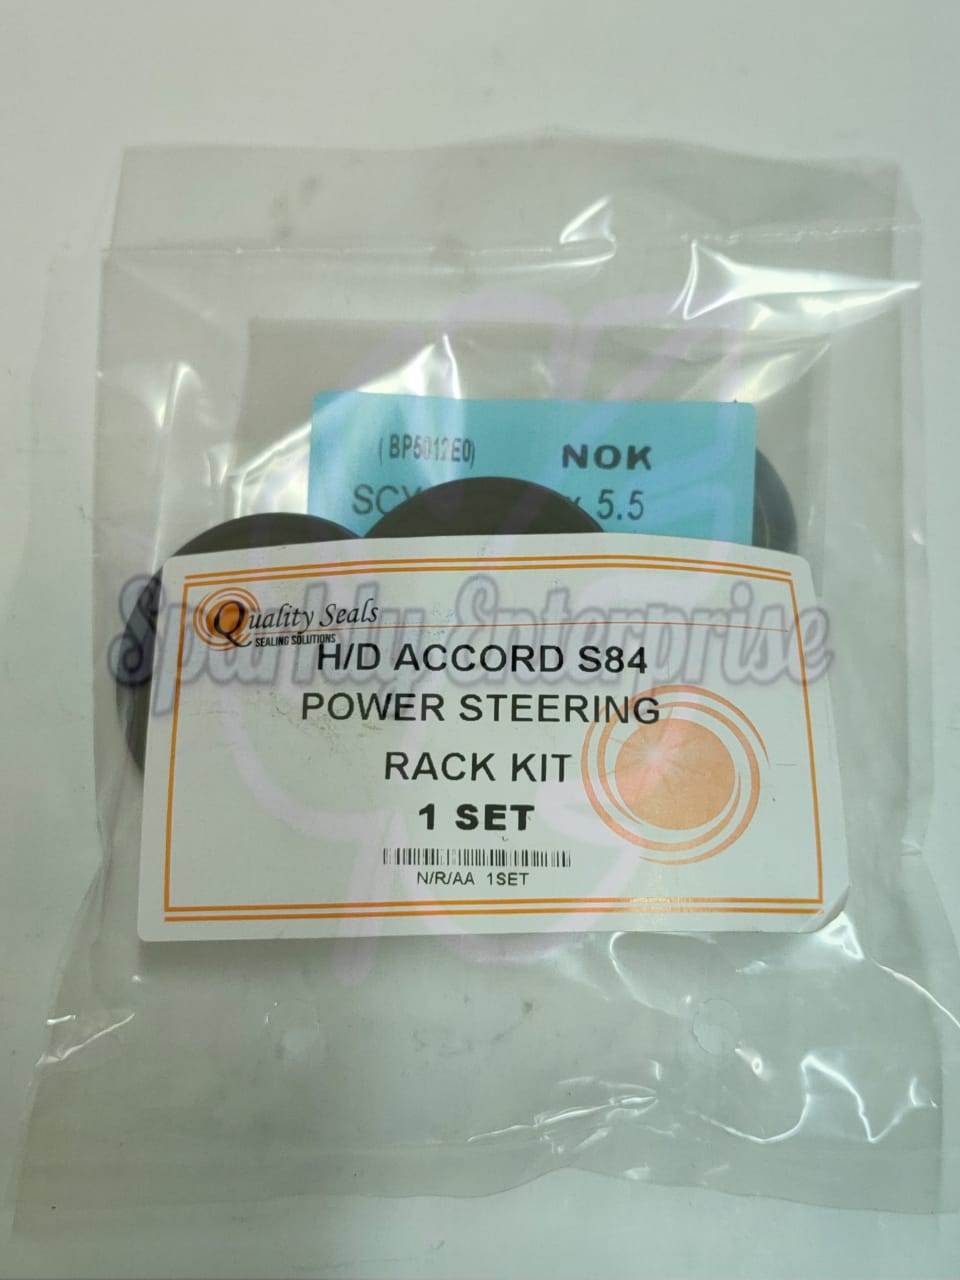 (BP5012E0) NOK
5.5
Quality Seals
SEALING SOLUTIONS
Sparkly Enterprise
H/D ACCORD S84
POWER STEERING
RACK KIT
1 SET
N/R/AA 1SET